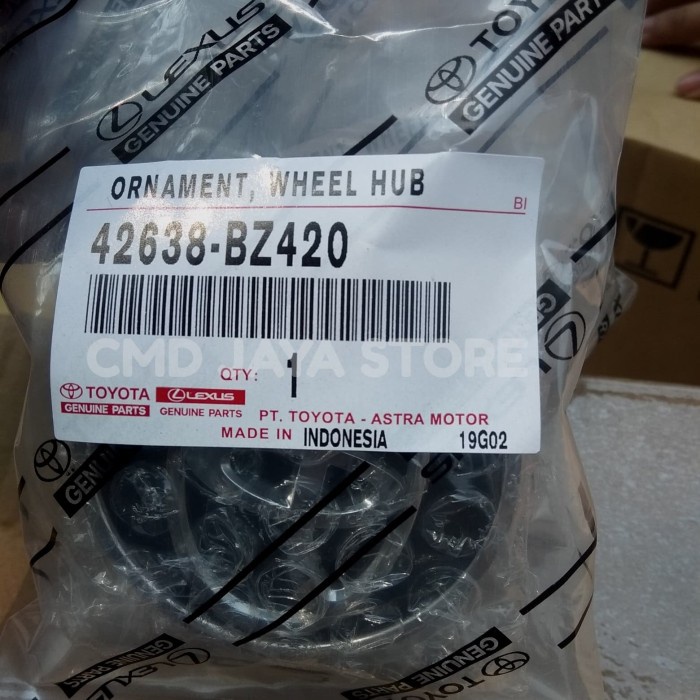 LEXUS
GENUINE PARTS
TOYOTA
GENUINE PARTS
ORNAMENT, WHEEL HUB
BI
42638-BZ420
CMD JAYA STORE
QTY: 1
TOYOTA LEXUS
GENUINE PARTS GENUINE PARTS PT. TOYOTA - ASTRA MOTOR
MADE IN INDONESIA 19G02
LEXUS
GENUINE PARTS